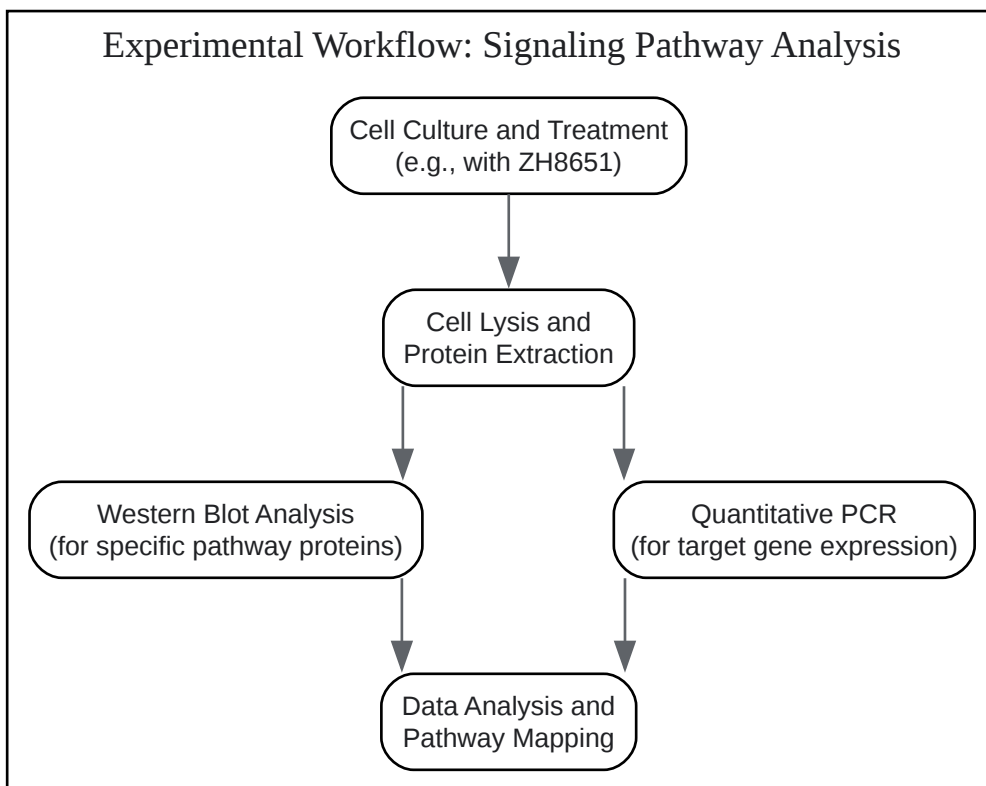 Experimental Workflow: Signaling Pathway Analysis
Cell Culture and Treatment
(e.g., with ZH8651)
Cell Lysis and
Protein Extraction
Western Blot Analysis
(for specific pathway proteins)
Quantitative PCR
(for target gene expression)
Data Analysis and
Pathway Mapping